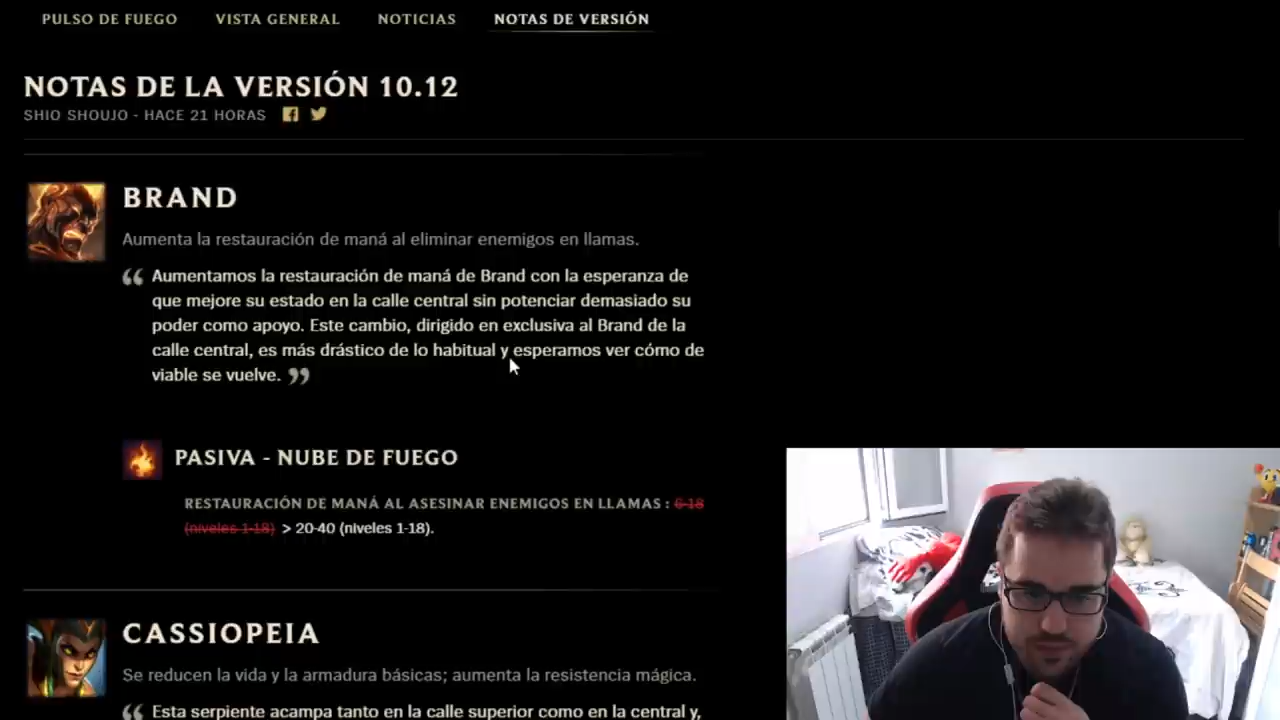 PULSO DE FUEGO VISTA GENERAL NOTICIAS NOTAS DE VERSIÓN
NOTAS DE LA VERSIÓN 10.12
SHIO SHOUJO - HACE 21 HORAS
BRAND
Aumenta la restauración de maná al eliminar enemigos en llamas.
“ Aumentamos la restauración de maná de Brand con la esperanza de
que mejore su estado en la calle central sin potenciar demasiado su
poder como apoyo. Este cambio, dirigido en exclusiva al Brand de la
calle central, es más drástico de lo habitual y esperamos ver cómo de
viable se vuelve. ”
PASIVA - NUBE DE FUEGO
RESTAURACIÓN DE MANÁ AL ASESINAR ENEMIGOS EN LLAMAS : 6-18
(niveles 1-18) > 20-40 (niveles 1-18).
CASSIOPEIA
Se reducen la vida y la armadura básicas; aumenta la resistencia mágica.
“ Esta serpiente acampa tanto en la calle superior como en la central y,